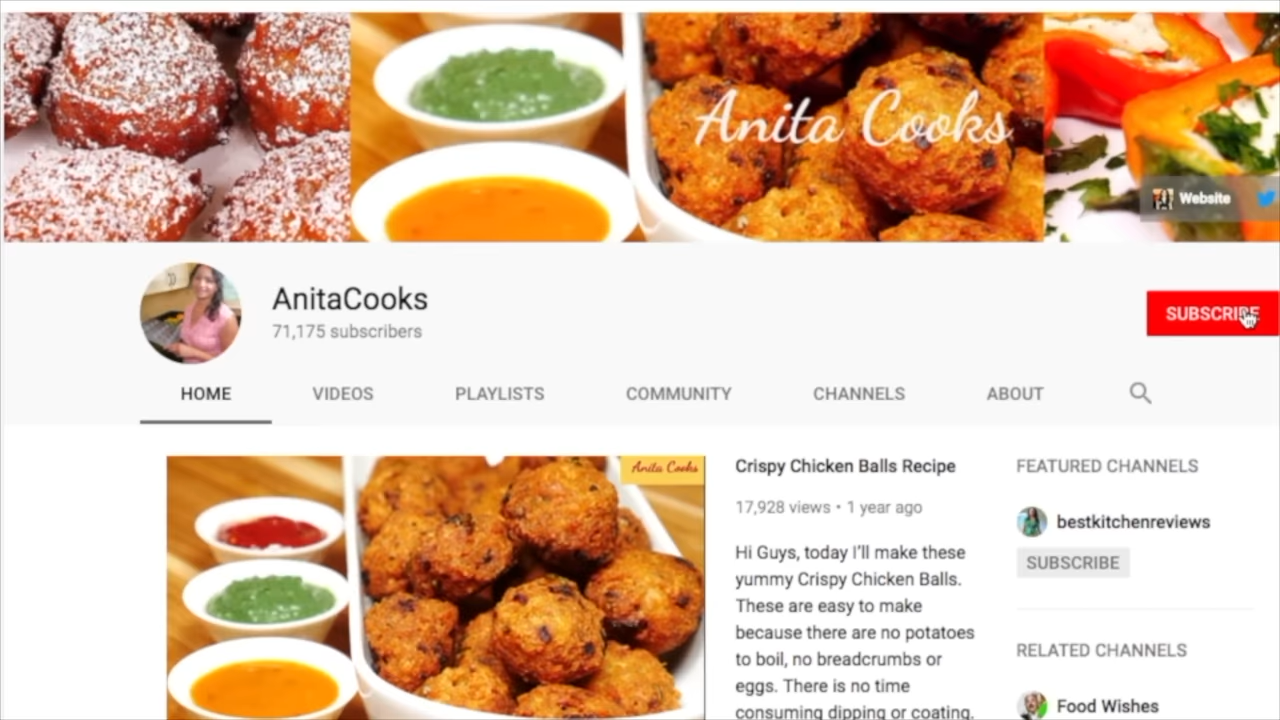 Anita Cooks
Website
AnitaCooks
71,175 subscribers
SUBSCRIBE
HOME VIDEOS PLAYLISTS COMMUNITY CHANNELS ABOUT
Anita Cooks
Crispy Chicken Balls Recipe
17,928 views • 1 year ago
Hi Guys, today I'll make these
yummy Crispy Chicken Balls.
These are easy to make
because there are no potatoes
to boil, no breadcrumbs or
eggs. There is no time
consuming dipping or coating.
FEATURED CHANNELS
bestkitchenreviews
SUBSCRIBE
RELATED CHANNELS
Food Wishes